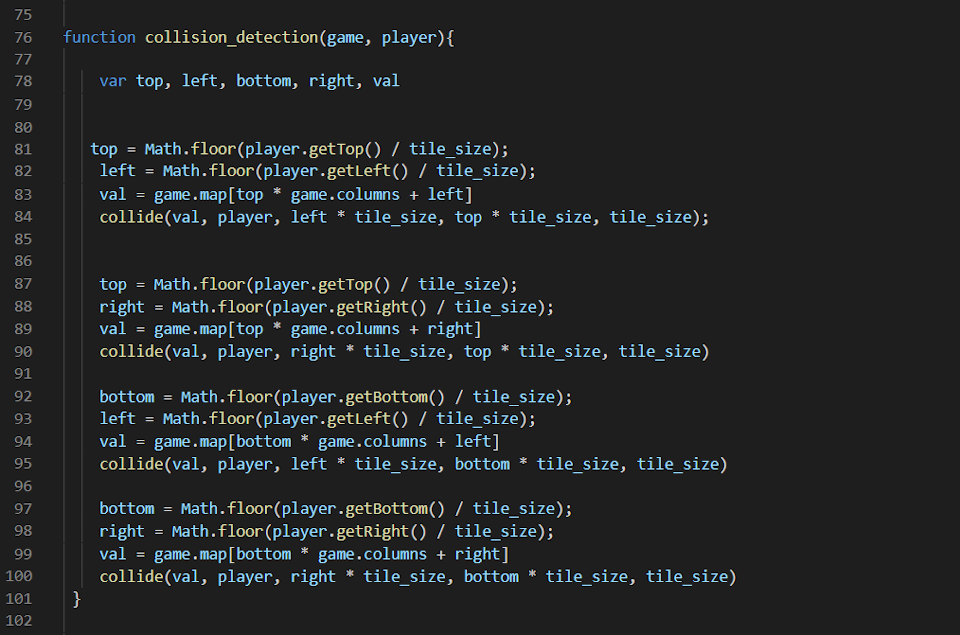 75
76 function collision_detection(game, player){
77
78 var top, left, bottom, right, val
79
80
81 top = Math.floor(player.getTop() / tile_size);
82 left = Math.floor(player.getLeft() / tile_size);
83 val = game.map[top * game.columns + left]
84 collide(val, player, left * tile_size, top * tile_size, tile_size);
85
86
87 top = Math.floor(player.getTop() / tile_size);
88 right = Math.floor(player.getRight() / tile_size);
89 val = game.map[top * game.columns + right]
90 collide(val, player, right * tile_size, top * tile_size, tile_size)
91
92 bottom = Math.floor(player.getBottom() / tile_size);
93 left = Math.floor(player.getLeft() / tile_size);
94 val = game.map[bottom * game.columns + left]
95 collide(val, player, left * tile_size, bottom * tile_size, tile_size)
96
97 bottom = Math.floor(player.getBottom() / tile_size);
98 right = Math.floor(player.getRight() / tile_size);
99 val = game.map[bottom * game.columns + right]
100 collide(val, player, right * tile_size, bottom * tile_size, tile_size)
101 }
102